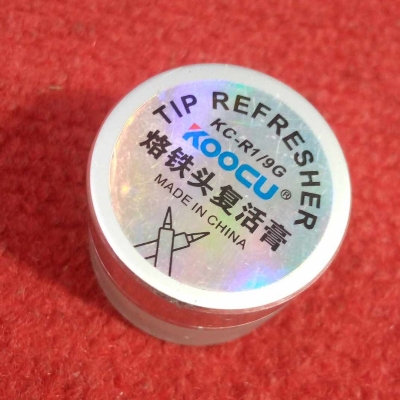 TIP REFRESHER
KC-R1/9G
KOOCU®
烙铁头复活膏
MADE IN CHINA